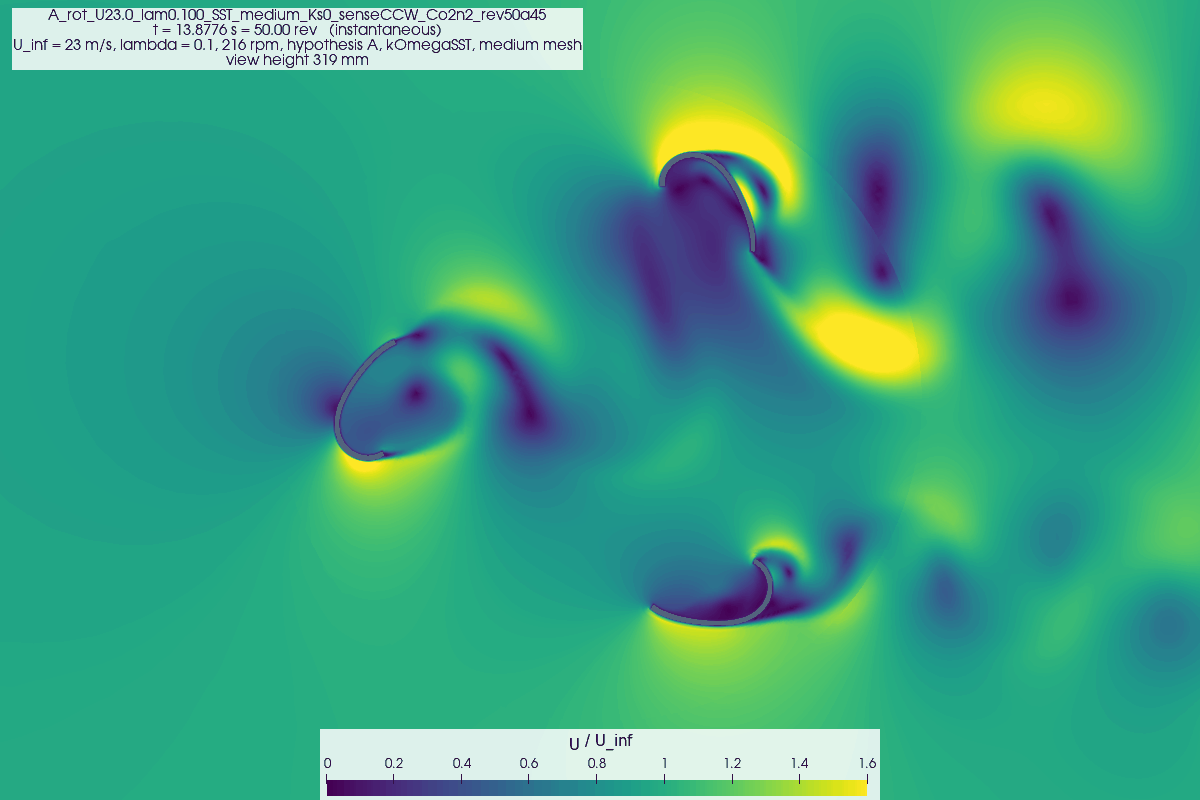 A_rot_U23.0_lam0.100_SST_medium_Ks0_senseCCW_Co2n2_rev50a45
t = 13.8776 s = 50.00 rev (instantaneous)
U_inf = 23 m/s, lambda = 0.1, 216 rpm, hypothesis A, kOmegaSST, medium mesh
view height 319 mm
U / U_inf
0 0.2 0.4 0.6 0.8 1 1.2 1.4 1.6